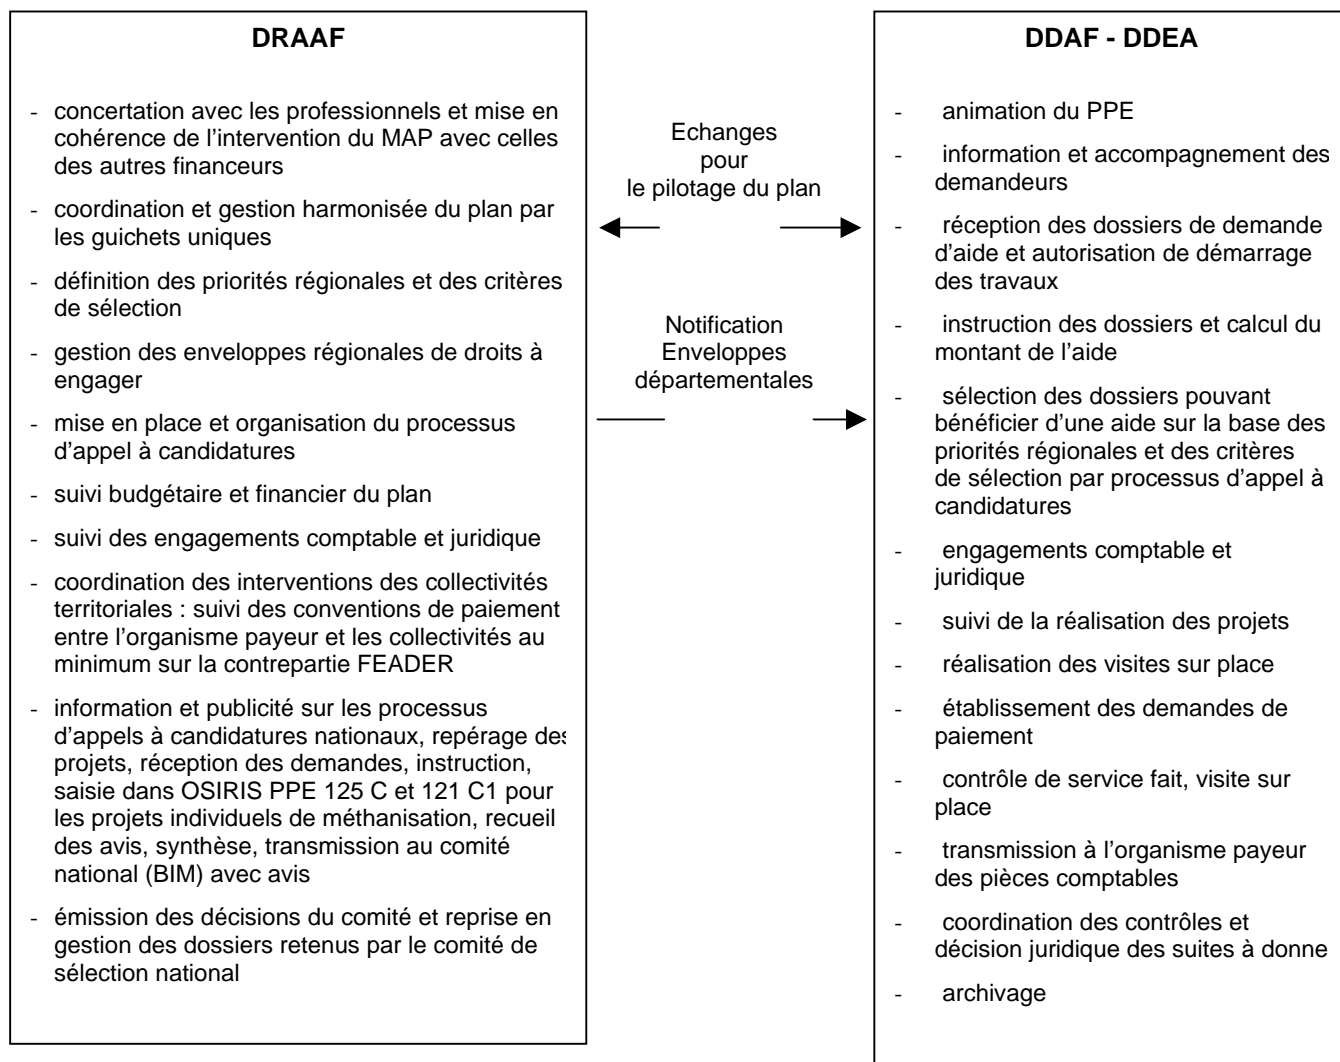 DRAAF
- concertation avec les professionnels et mise en
cohérence de l’intervention du MAP avec celles
des autres financeurs
- coordination et gestion harmonisée du plan par
les guichets uniques
- définition des priorités régionales et des critères
de sélection
- gestion des enveloppes régionales de droits à
engager
- mise en place et organisation du processus
d’appel à candidatures
- suivi budgétaire et financier du plan
- suivi des engagements comptable et juridique
- coordination des interventions des collectivités
territoriales : suivi des conventions de paiement
entre l’organisme payeur et les collectivités au
minimum sur la contrepartie FEADER
- information et publicité sur les processus
d’appels à candidatures nationaux, repérage des
projets, réception des demandes, instruction,
saisie dans OSIRIS PPE 125 C et 121 C1 pour
les projets individuels de méthanisation, recueil
des avis, synthèse, transmission au comité
national (BIM) avec avis
- émission des décisions du comité et reprise en
gestion des dossiers retenus par le comité de
sélection national
Echanges
pour
le pilotage du plan
Notification
Enveloppes
départementales
DDAF - DDEA
- animation du PPE
- information et accompagnement des
demandeurs
- réception des dossiers de demande
d’aide et autorisation de démarrage
des travaux
- instruction des dossiers et calcul du
montant de l’aide
- sélection des dossiers pouvant
bénéficier d’une aide sur la base des
priorités régionales et des critères
de sélection par processus d’appel à
candidatures
- engagements comptable et
juridique
- suivi de la réalisation des projets
- réalisation des visites sur place
- établissement des demandes de
paiement
- contrôle de service fait, visite sur
place
- transmission à l’organisme payeur
des pièces comptables
- coordination des contrôles et
décision juridique des suites à donne
- archivage